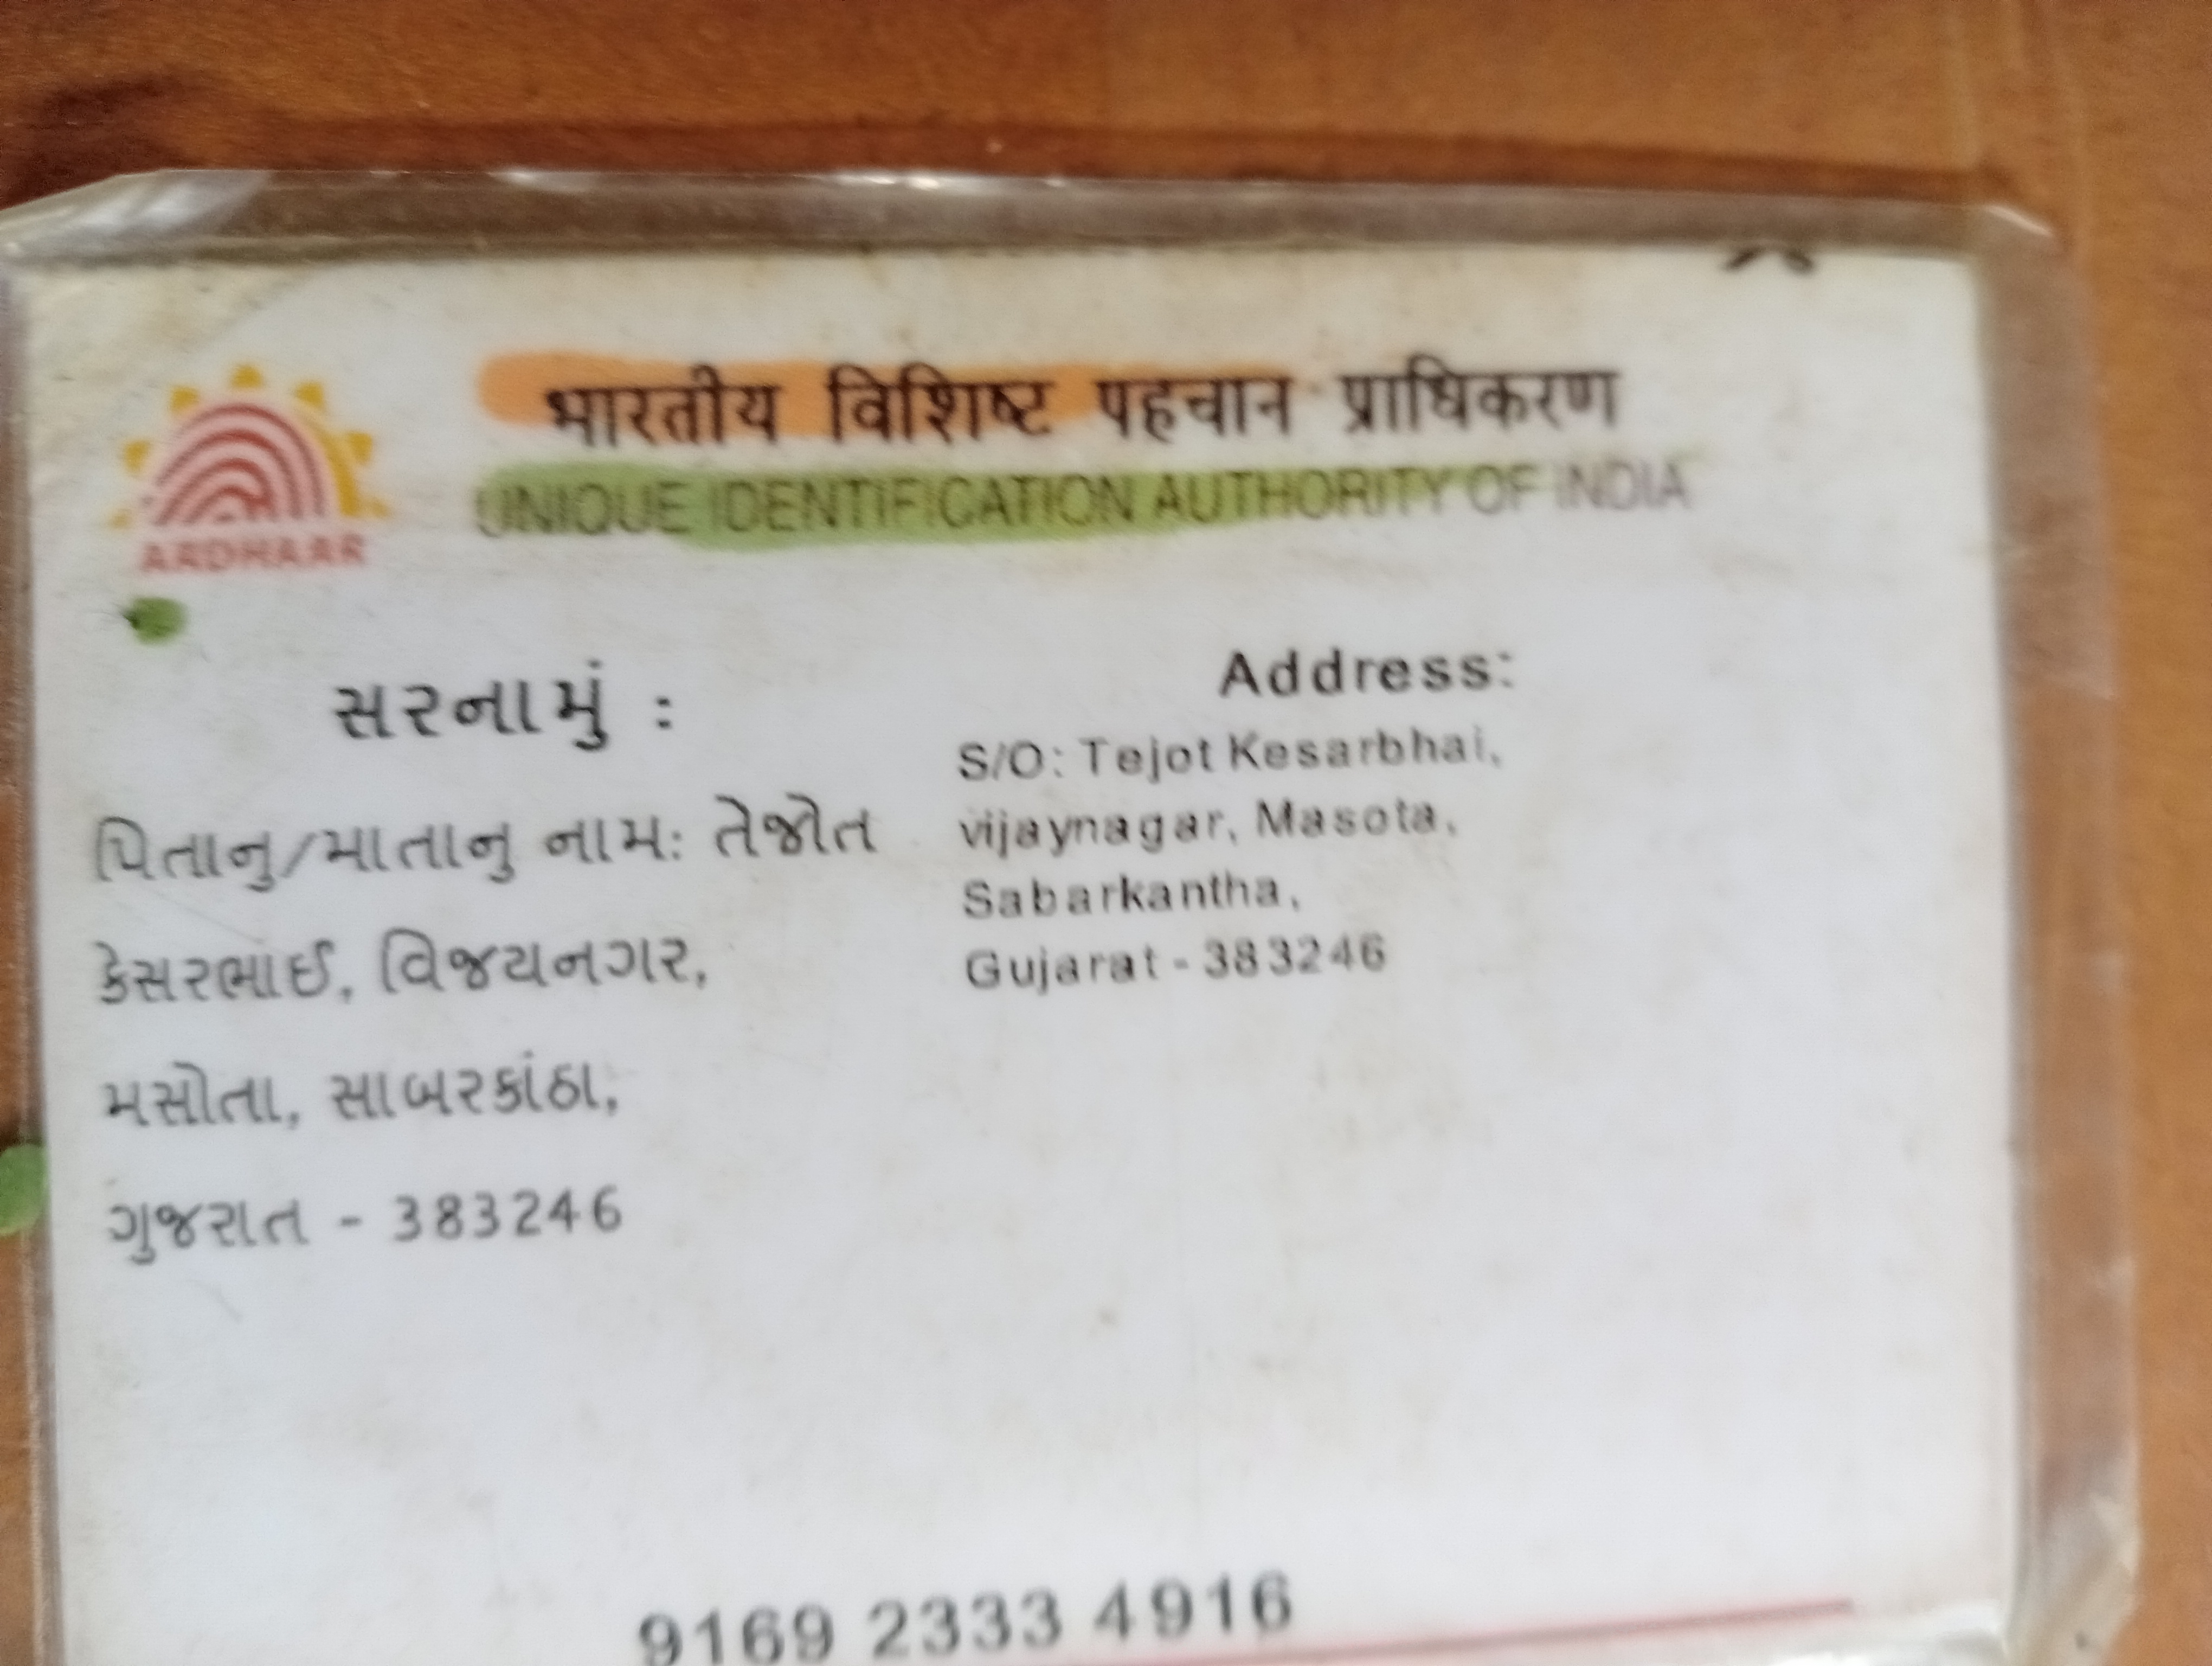 भारतीय विशिष्ट पहचान प्राधिकरण
UNIQUE IDENTIFICATION AUTHORITY OF INDIA
AADHAAR
સરનામું :
પિતાનુ/માતાનુ નામ: તેજોત
કેસરભાઈ, વિજયનગર,
મસોતા, સાબરકાંઠા,
ગુજરાત - 383246
Address:
S/O: Tejot Kesarbhai,
vijaynagar, Masota,
Sabarkantha,
Gujarat - 383246
9169 2333 4916